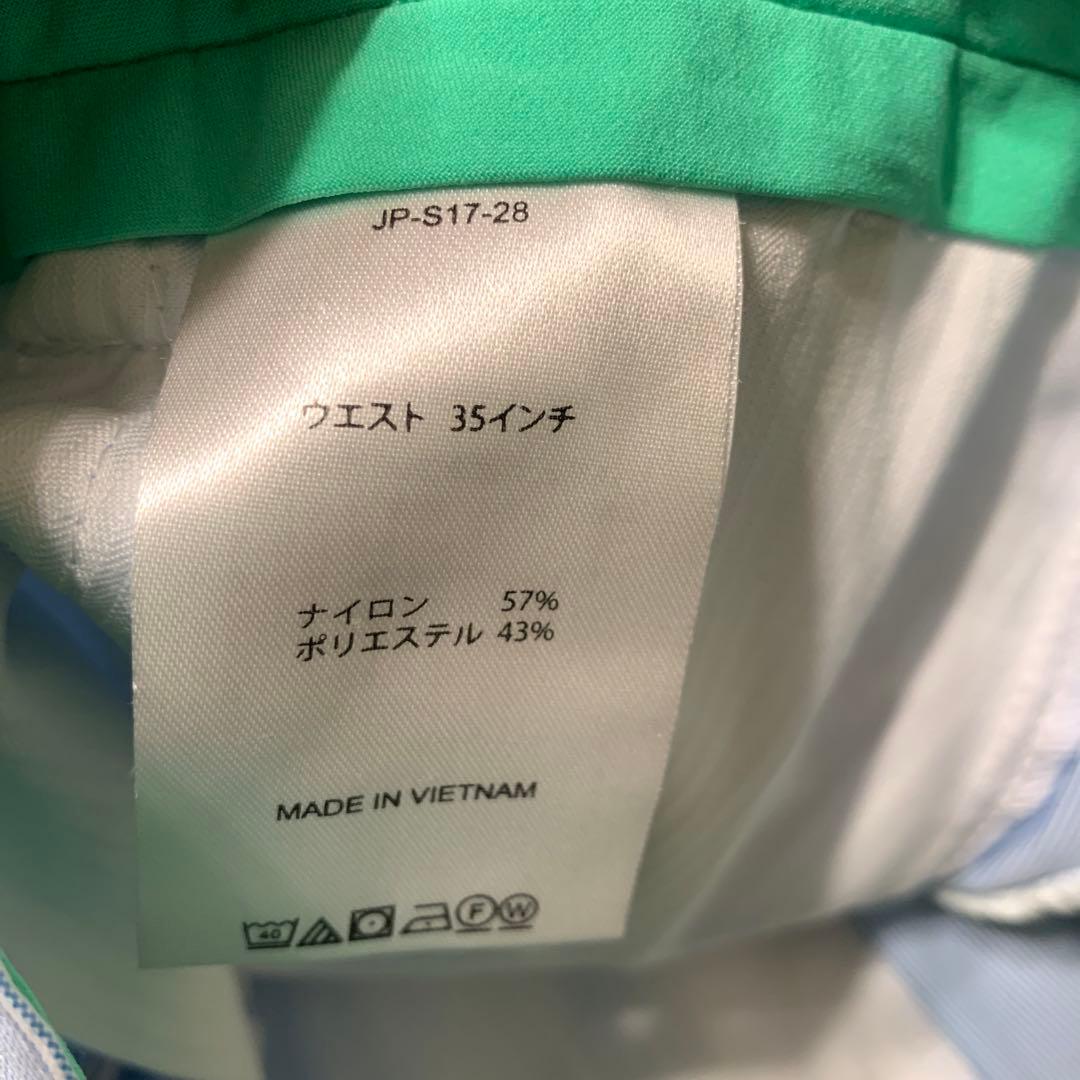 JP-S17-28
ウエスト 35インチ
ナイロン 57%
ポリエステル 43%
MADE IN VIETNAM
40 F W